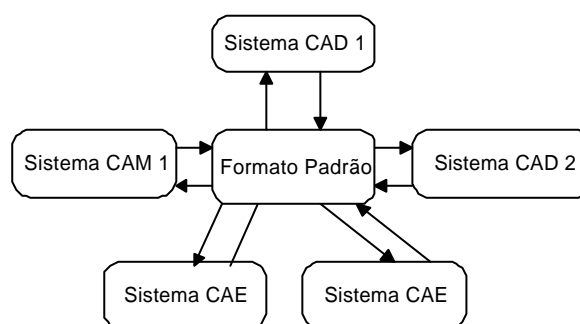 Sistema CAD 1
Sistema CAM 1
Formato Padrão
Sistema CAD 2
Sistema CAE
Sistema CAE